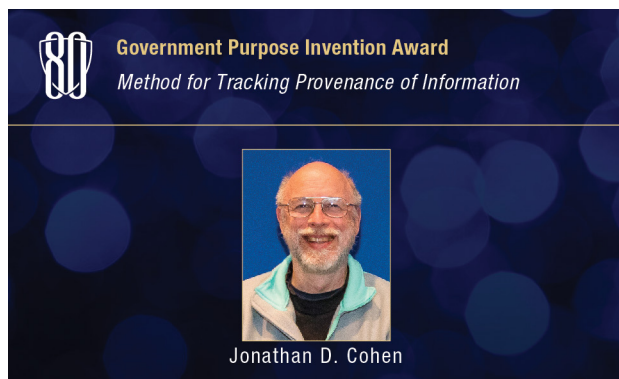 80
Government Purpose Invention Award
Method for Tracking Provenance of Information
Jonathan D. Cohen